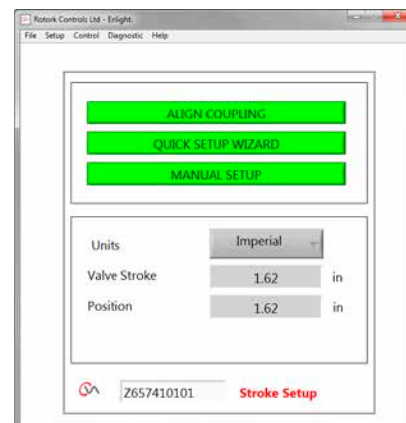 Rotork Controls Ltd - Enlight.
File Setup Control Diagnostic Help
ALIGN COUPLING
QUICK SETUP WIZARD
MANUAL SETUP
Units Imperial
Valve Stroke 1.62 in
Position 1.62 in
Z657410101 Stroke Setup